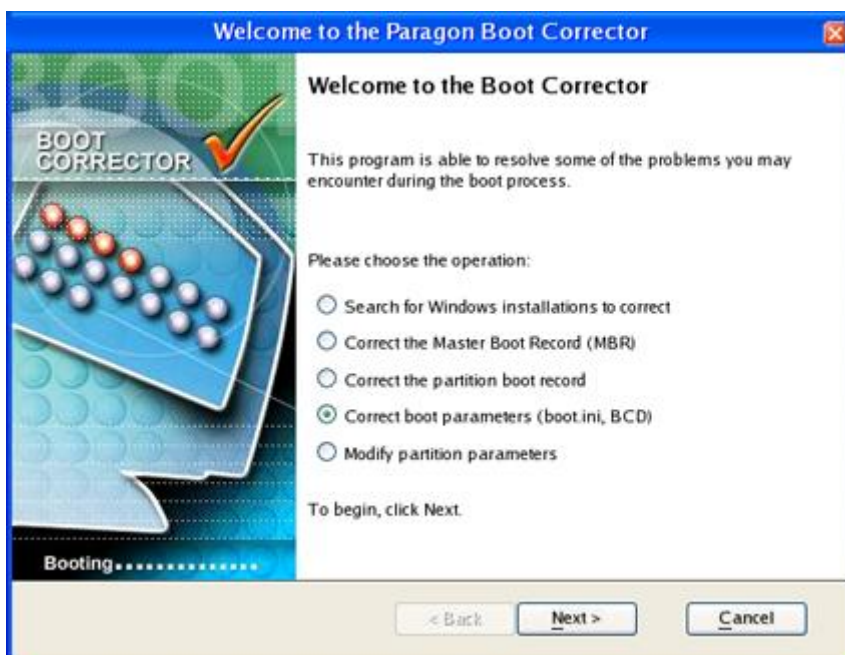 Welcome to the Paragon Boot Corrector
BOOT
BOOT
CORRECTOR
Welcome to the Boot Corrector
This program is able to resolve some of the problems you may
encounter during the boot process.
Please choose the operation:
Search for Windows installations to correct
Correct the Master Boot Record (MBR)
Correct the partition boot record
Correct boot parameters (boot.ini, BCD)
Modify partition parameters
To begin, click Next.
Booting...............
< Back
Next >
Cancel